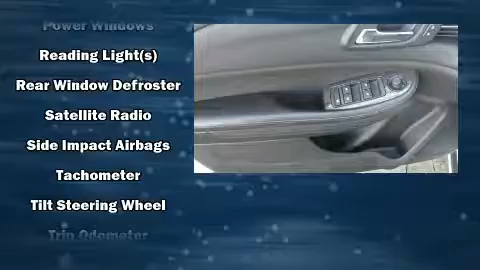 Power Windows
Reading Light(s)
Rear Window Defroster
Satellite Radio
Side Impact Airbags
Tachometer
Tilt Steering Wheel
Trip Odometer